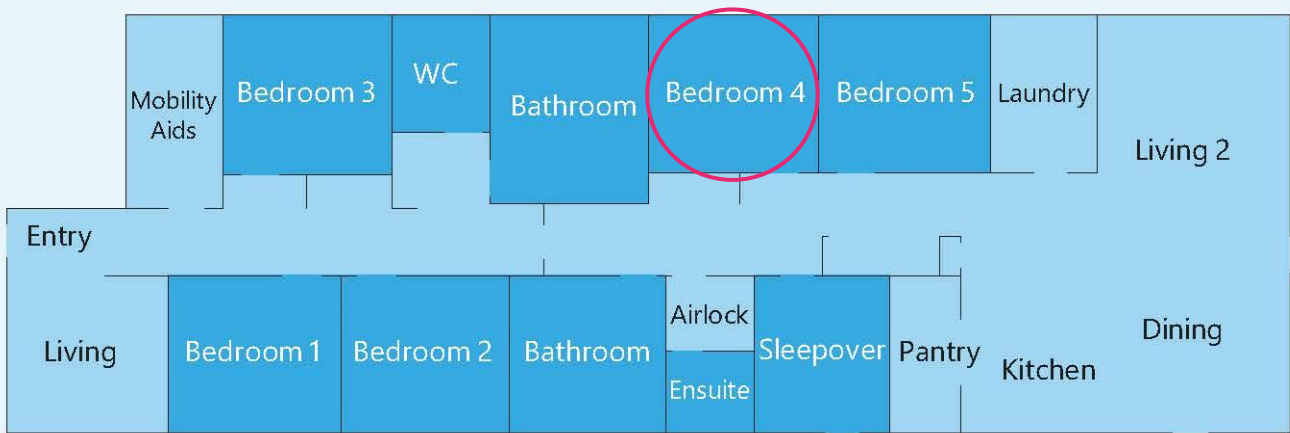 Mobility
Aids
Bedroom 3
WC
Bathroom
Bedroom 4
Bedroom 5
Laundry
Living 2
Entry
Living
Bedroom 1
Bedroom 2
Bathroom
Airlock
Ensuite
Sleepover
Pantry
Kitchen
Dining